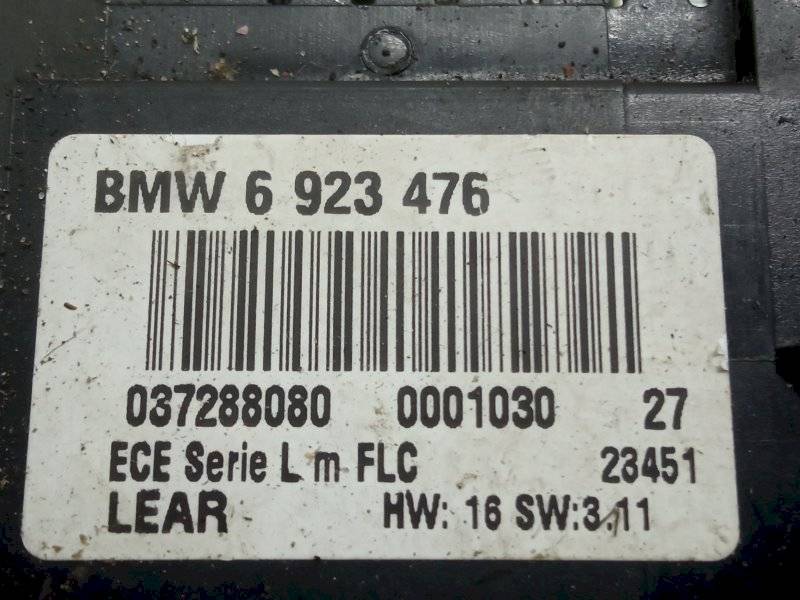 BMW 6 923 476
037288080 0001030 27
ECE Serie L m FLC 23451
LEAR HW: 16 SW:3.11